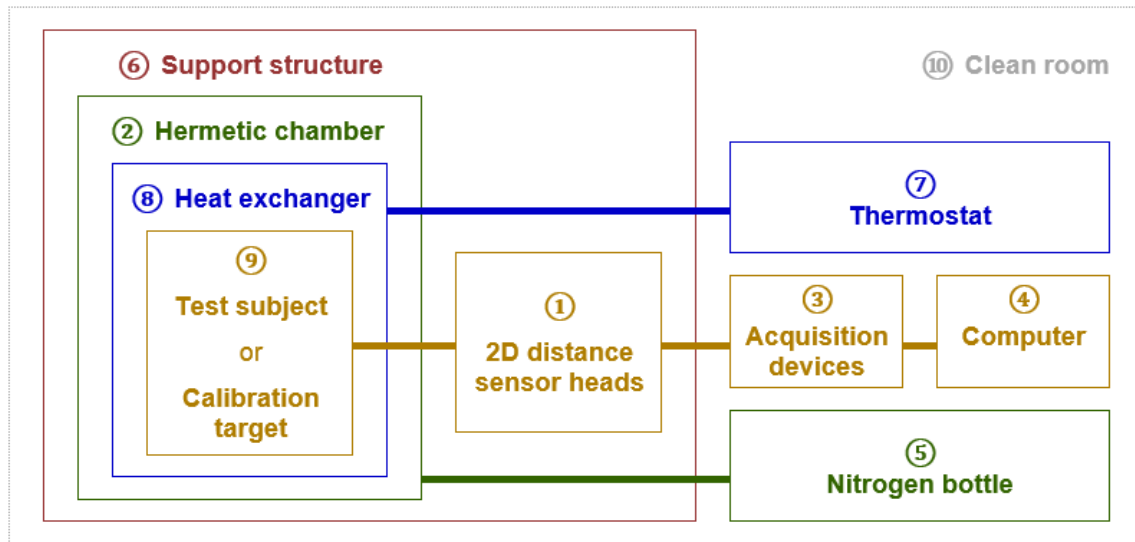 ⑥ Support structure
⑩ Clean room
② Hermetic chamber
⑧ Heat exchanger
⑦
Thermostat
⑨
Test subject
or
Calibration
target
①
2D distance
sensor heads
③
Acquisition
devices
④
Computer
⑤
Nitrogen bottle